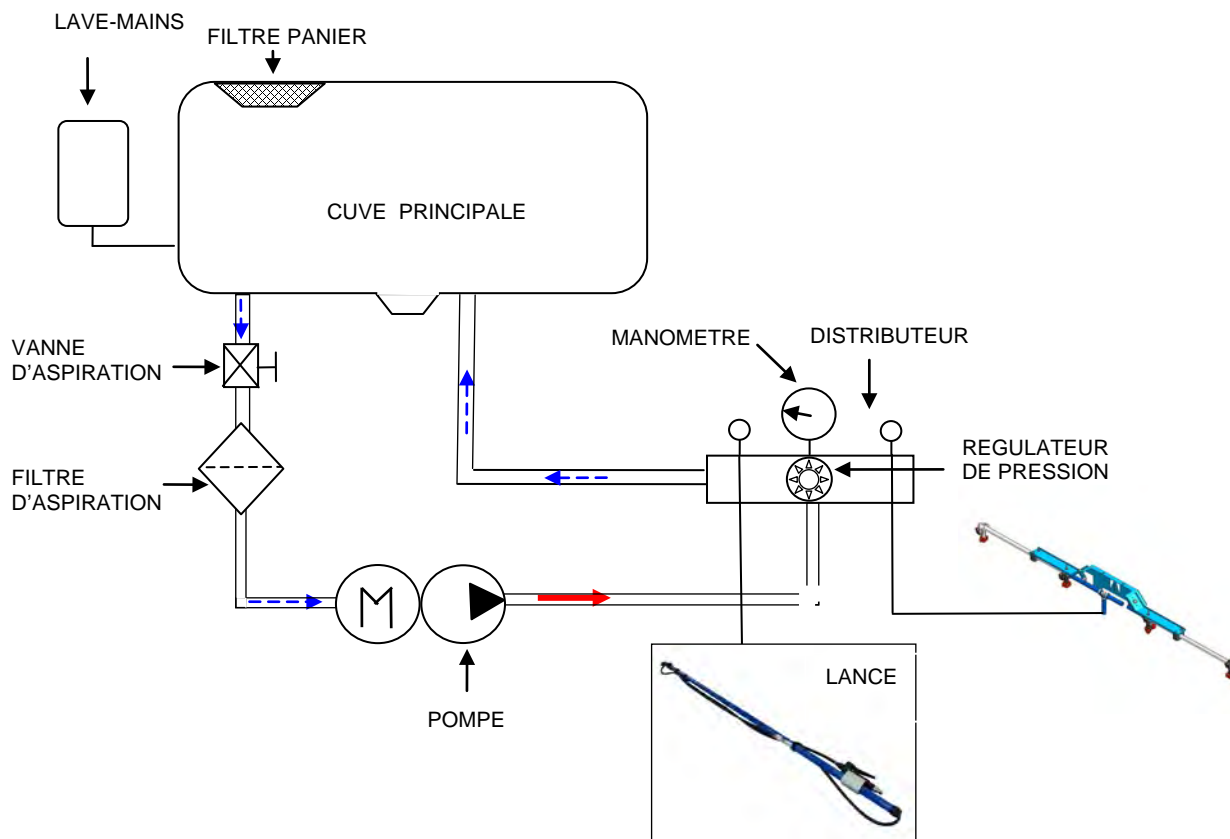 LAVE-MAINS
FILTRE PANIER
CUVE PRINCIPALE
VANNE
D'ASPIRATION
MANOMETRE
DISTRIBUTEUR
REGULATEUR
DE PRESSION
FILTRE
D'ASPIRATION
M
LANCE
POMPE